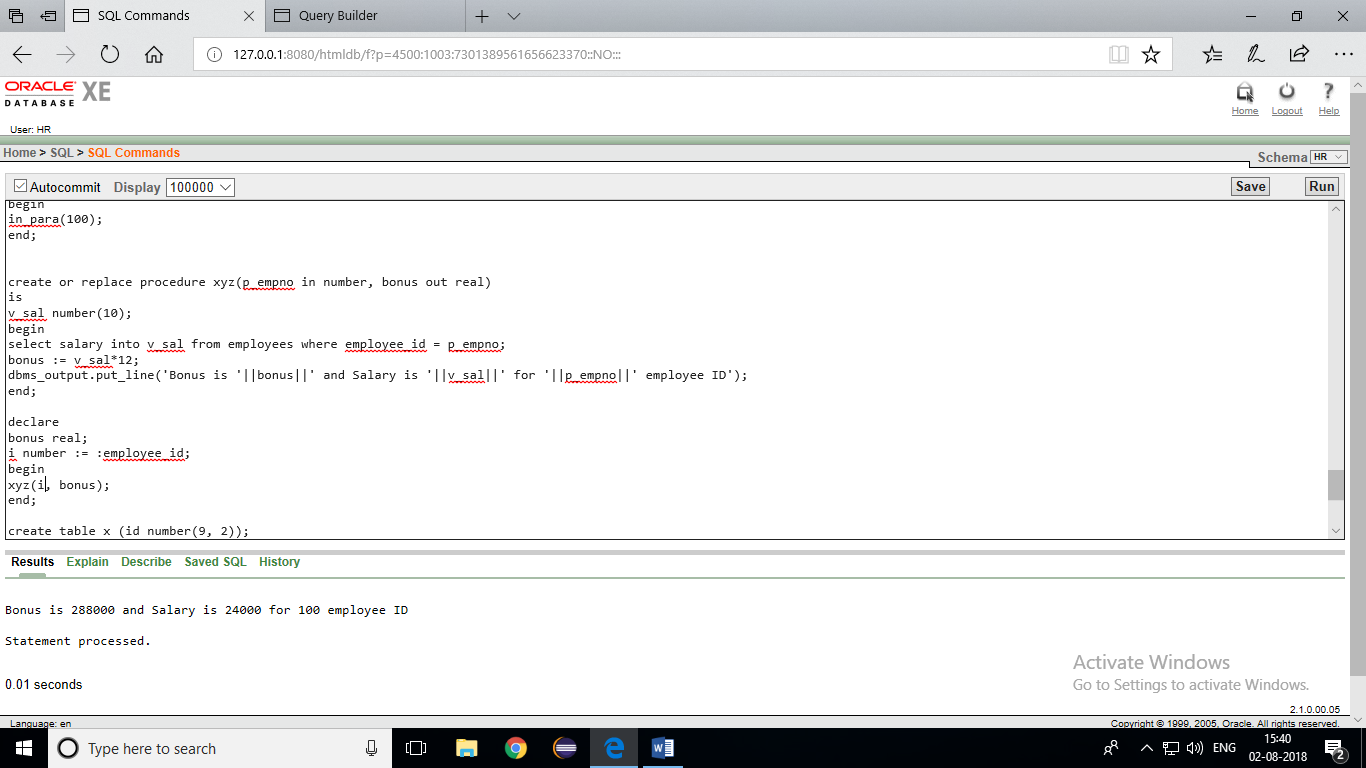 SQL Commands
Query Builder
127.0.0.1:8080/htmldb/f?p=4500:1003:7301389561656623370::NO:::
ORACLE
DATABASE
XE
Home
Logout
Help
User: HR
Home > SQL > SQL Commands
Schema HR
Autocommit Display 100000
Save
Run
begin
in_para(100);
end;
create or replace procedure xyz(p_empno in number, bonus out real)
is
v_sal number(10);
begin
select salary into v_sal from employees where employee_id = p_empno;
bonus := v_sal*12;
dbms_output.put_line('Bonus is '||bonus||' and Salary is '||v_sal||' for '||p_empno||' employee ID');
end;
declare
bonus real;
i number := :employee_id;
begin
xyz(i, bonus);
end;
create table x (id number(9, 2));
Results Explain Describe Saved SQL History
Bonus is 288000 and Salary is 24000 for 100 employee ID
Statement processed.
0.01 seconds
Activate Windows
Go to Settings to activate Windows.
2.1.0.00.05
Language: en
Copyright © 1999, 2005, Oracle. All rights reserved.
Type here to search
ENG
15:40
02-08-2018
2